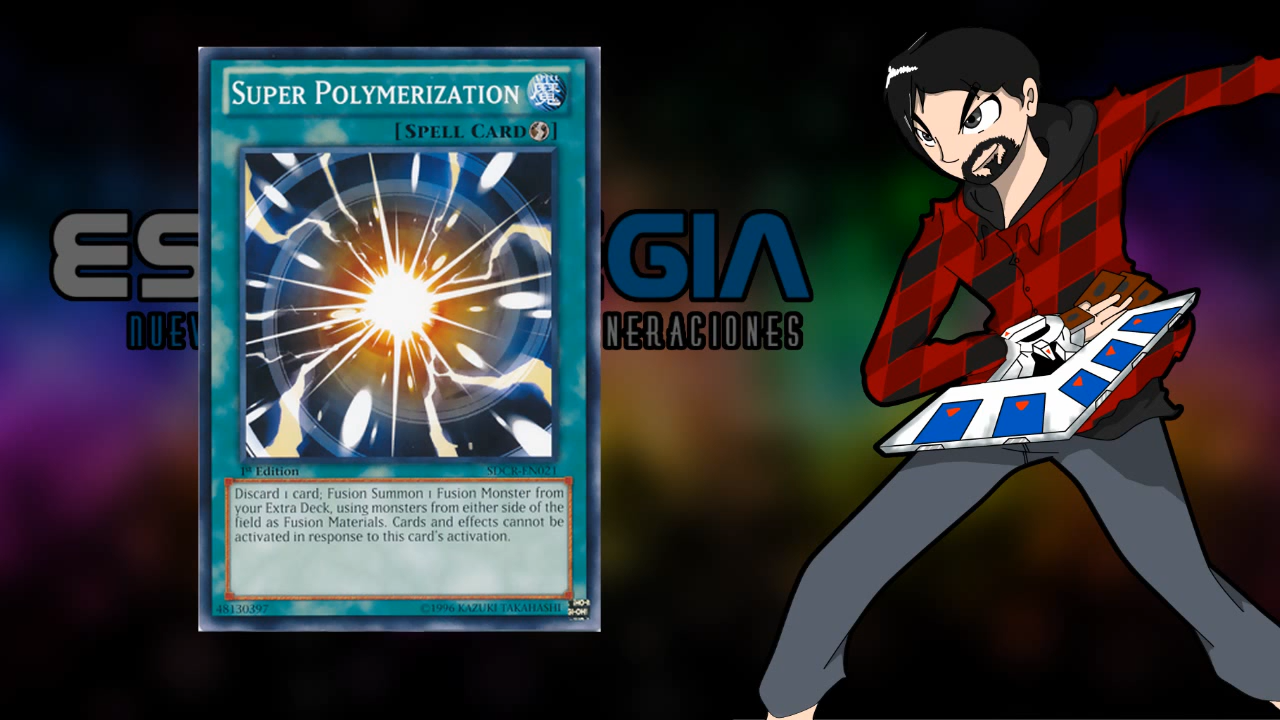 SUPER POLYMERIZATION 魔
[SPELL CARD]
ES GIA
NUEV NERACIONES
1st Edition SDCR-EN021
Discard 1 card; Fusion Summon 1 Fusion Monster from
your Extra Deck, using monsters from either side of the
field as Fusion Materials. Cards and effects cannot be
activated in response to this card's activation.
48130397 ©1996 KAZUKI TAKAHASHI